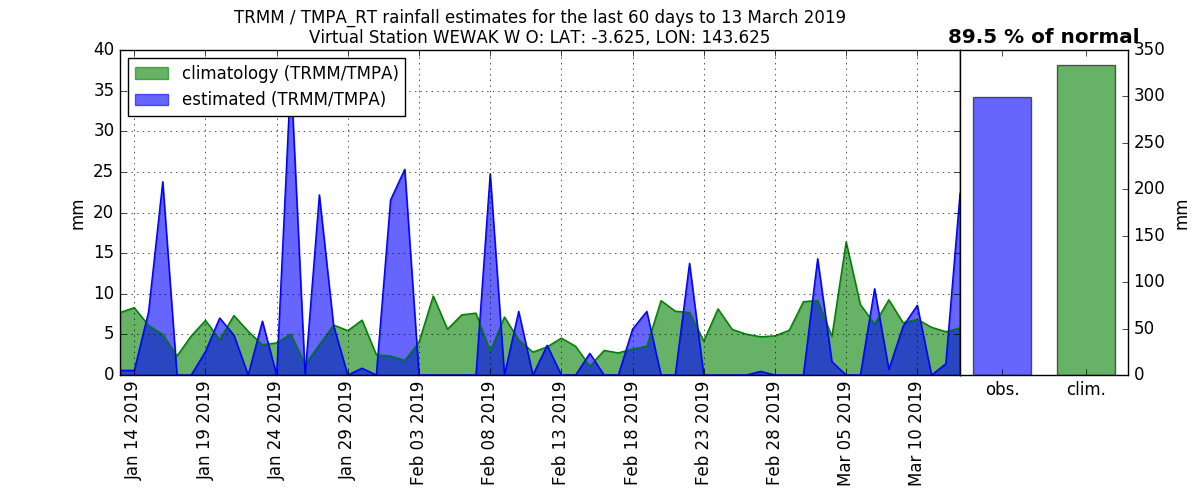 TRMM / TMPA_RT rainfall estimates for the last 60 days to 13 March 2019
Virtual Station WEWAK W O: LAT: -3.625, LON: 143.625
89.5 % of normal
climatology (TRMM/TMPA)
estimated (TRMM/TMPA)
mm
40
35
30
25
20
15
10
5
0
Jan 14 2019
Jan 19 2019
Jan 24 2019
Jan 29 2019
Feb 03 2019
Feb 08 2019
Feb 13 2019
Feb 18 2019
Feb 23 2019
Feb 28 2019
Mar 05 2019
Mar 10 2019
350
300
250
200
150
100
50
0
mm
obs.
clim.